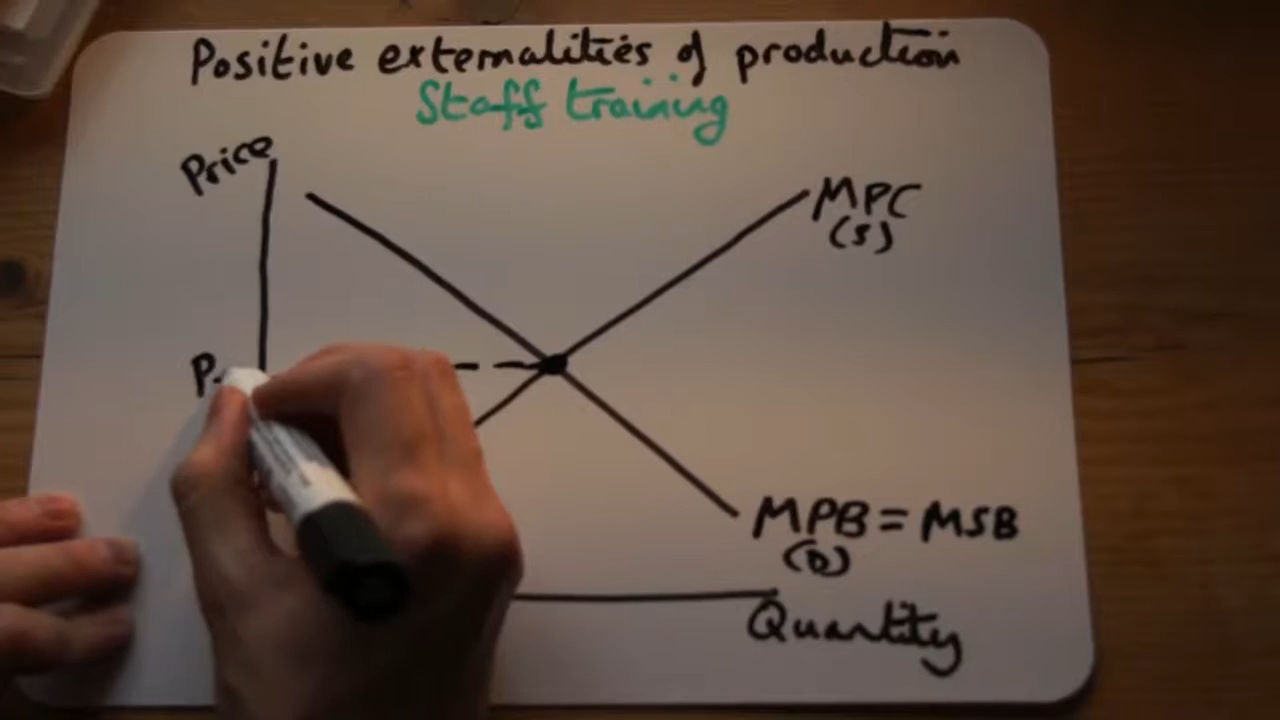 Positive externalities of production
Staff training
Price
MPC
(S)
P
MPB = MSB
(D)
Quantity